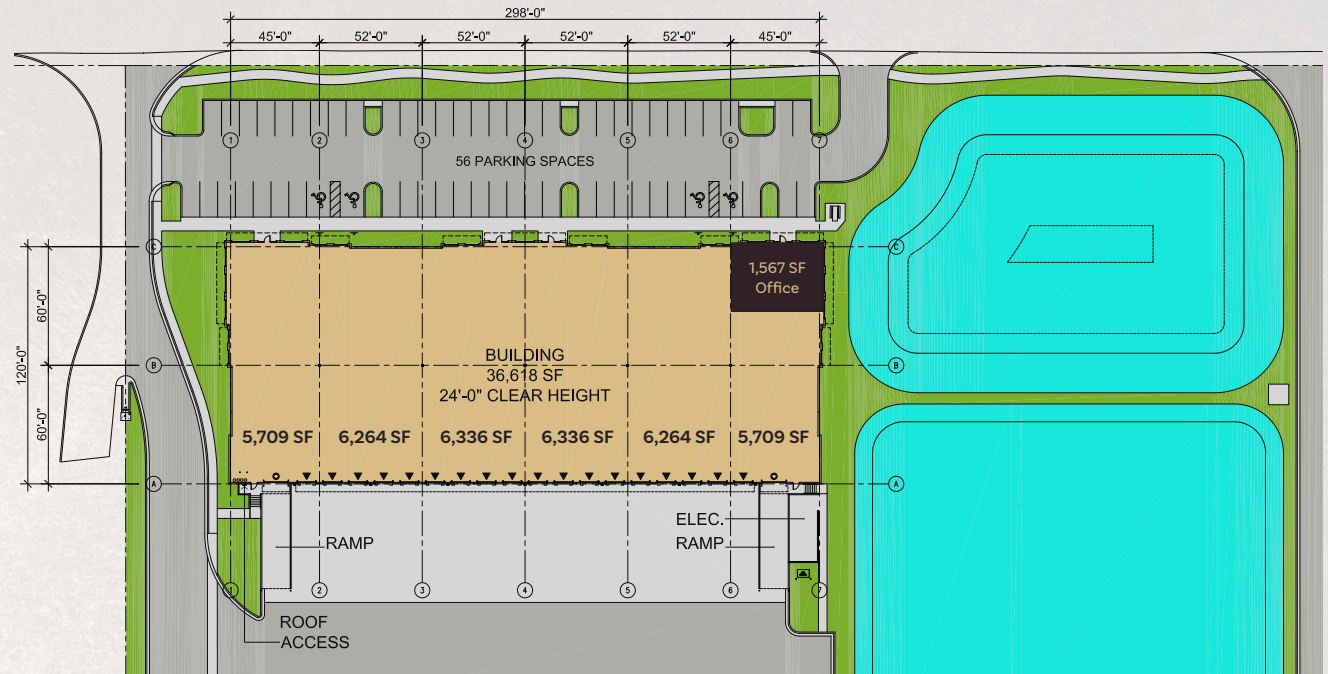 298'-0"
45'-0" 52'-0" 52'-0" 52'-0" 52'-0" 45'-0"
1 2 3 4 5 6 7
56 PARKING SPACES
C C
1,567 SF
Office
60'-0"
120'-0"
BUILDING
B B
36,618 SF
24'-0" CLEAR HEIGHT
60'-0"
5,709 SF 6,264 SF 6,336 SF 6,336 SF 6,264 SF 5,709 SF
A A
ELEC.
RAMP RAMP
1 2 3 4 5 6 7
ROOF
ACCESS